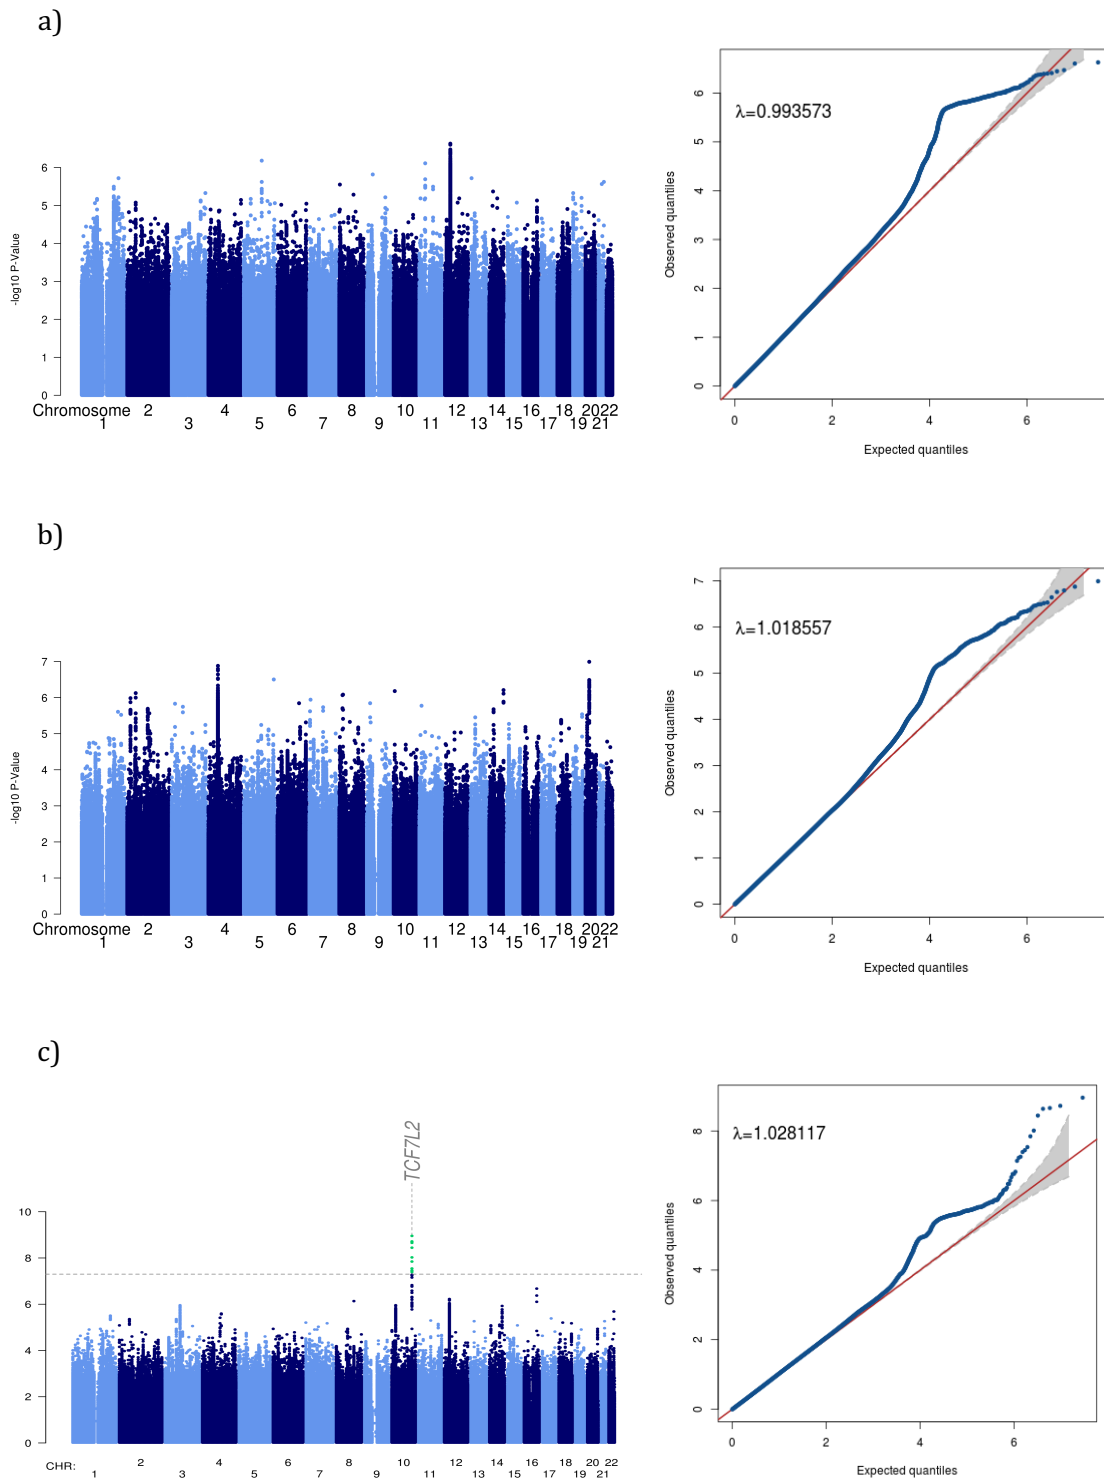 a)
λ=0.993573
Observed quantiles
0 1 2 3 4 5 6
0 2 4 6
Expected quantiles
-log10 P-Value
0 1 2 3 4 5 6
Chromosome 2 4 6 8 10 12 14 16 18 2022
1 3 5 7 9 11 13 15 17 19 21
b)
λ=1.018557
Observed quantiles
0 1 2 3 4 5 6 7
0 2 4 6
Expected quantiles
-log10 P-Value
0 1 2 3 4 5 6 7
Chromosome 2 4 6 8 10 12 14 16 18 2022
1 3 5 7 9 11 13 15 17 19 21
c)
TCF7L2
0 2 4 6 8 10
CHR: 2 4 6 8 10 12 14 16 18 20 22
1 3 5 7 9 11 13 15 17 19 21
λ=1.028117
Observed quantiles
0 2 4 6 8
0 2 4 6
Expected quantiles